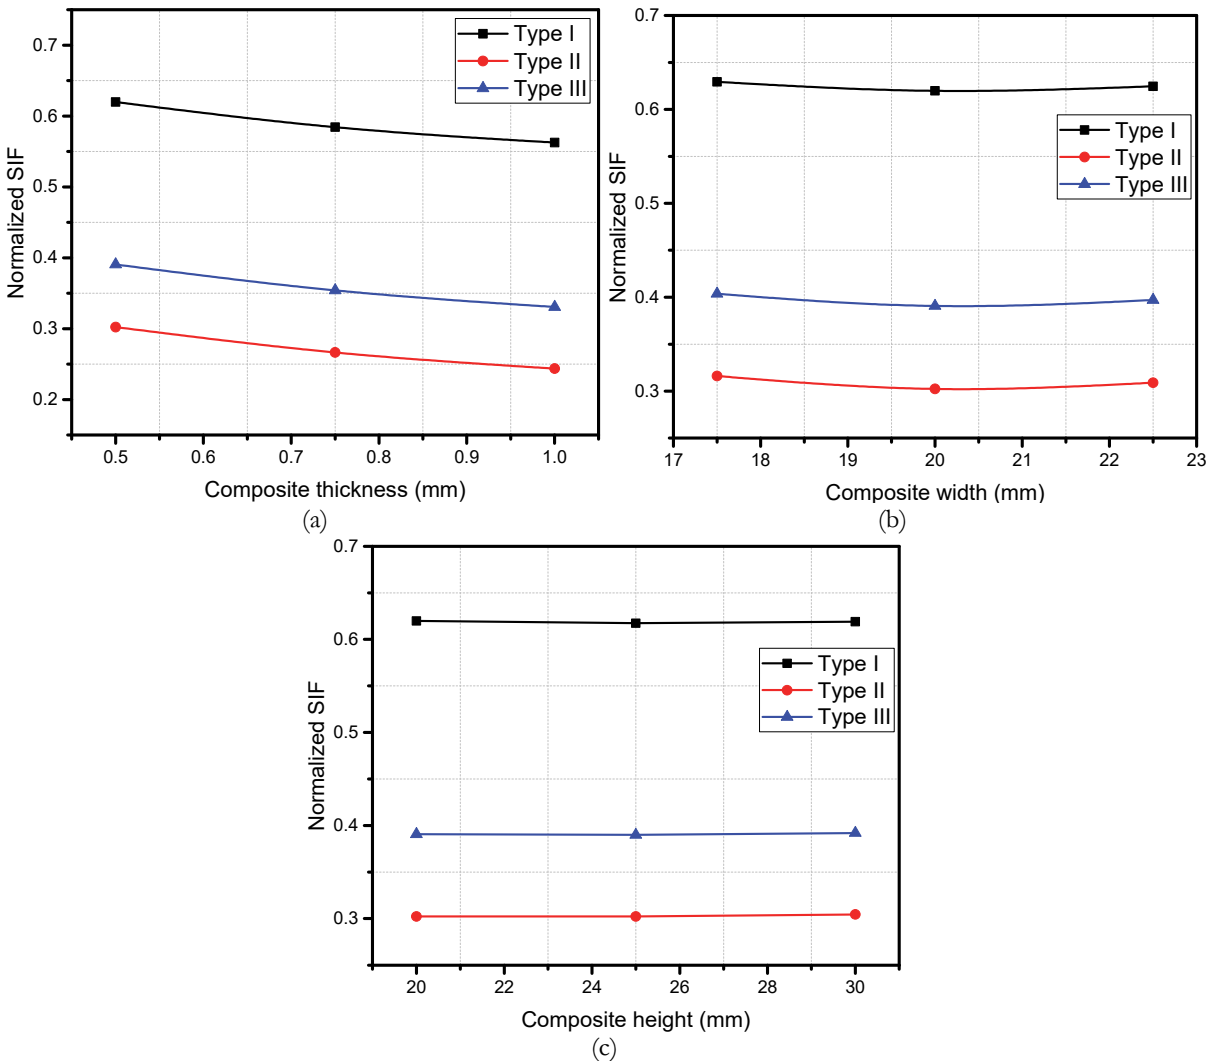 Normalized SIF
0.7
0.6
0.5
0.4
0.3
0.2
Type I
Type II
Type III
0.5 0.6 0.7 0.8 0.9 1.0
Composite thickness (mm)
(a)
Normalized SIF
0.7
0.6
0.5
0.4
0.3
Type I
Type II
Type III
17 18 19 20 21 22 23
Composite width (mm)
(b)
Normalized SIF
0.7
0.6
0.5
0.4
0.3
Type I
Type II
Type III
20 22 24 26 28 30
Composite height (mm)
(c)